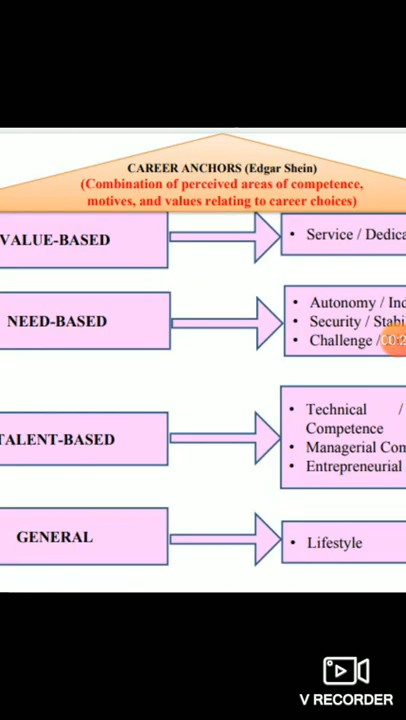 CAREER ANCHORS (Edgar Shein)
(Combination of perceived areas of competence,
motives, and values relating to career choices)
VALUE-BASED
• Service / Dedica
NEED-BASED
• Autonomy / Ind
• Security / Stabi
• Challenge /
TALENT-BASED
• Technical /
Competence
• Managerial Com
• Entrepreneurial
GENERAL
• Lifestyle
V RECORDER